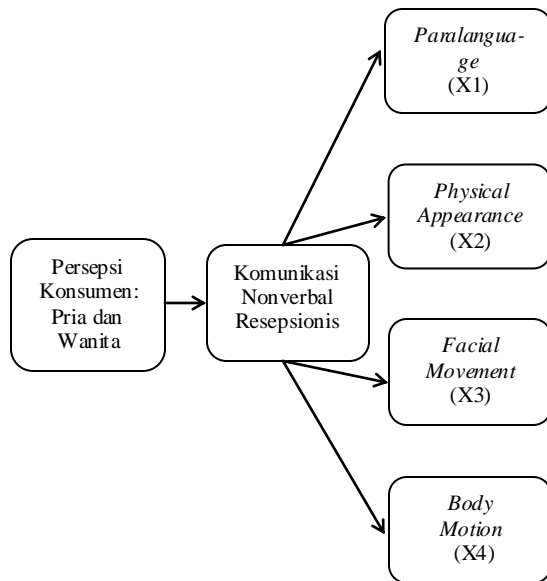 Paralangua-
ge
(X1)
Physical
Appearance
(X2)
Persepsi
Konsumen:
Pria dan
Wanita
Komunikasi
Nonverbal
Resepsionis
Facial
Movement
(X3)
Body
Motion
(X4)